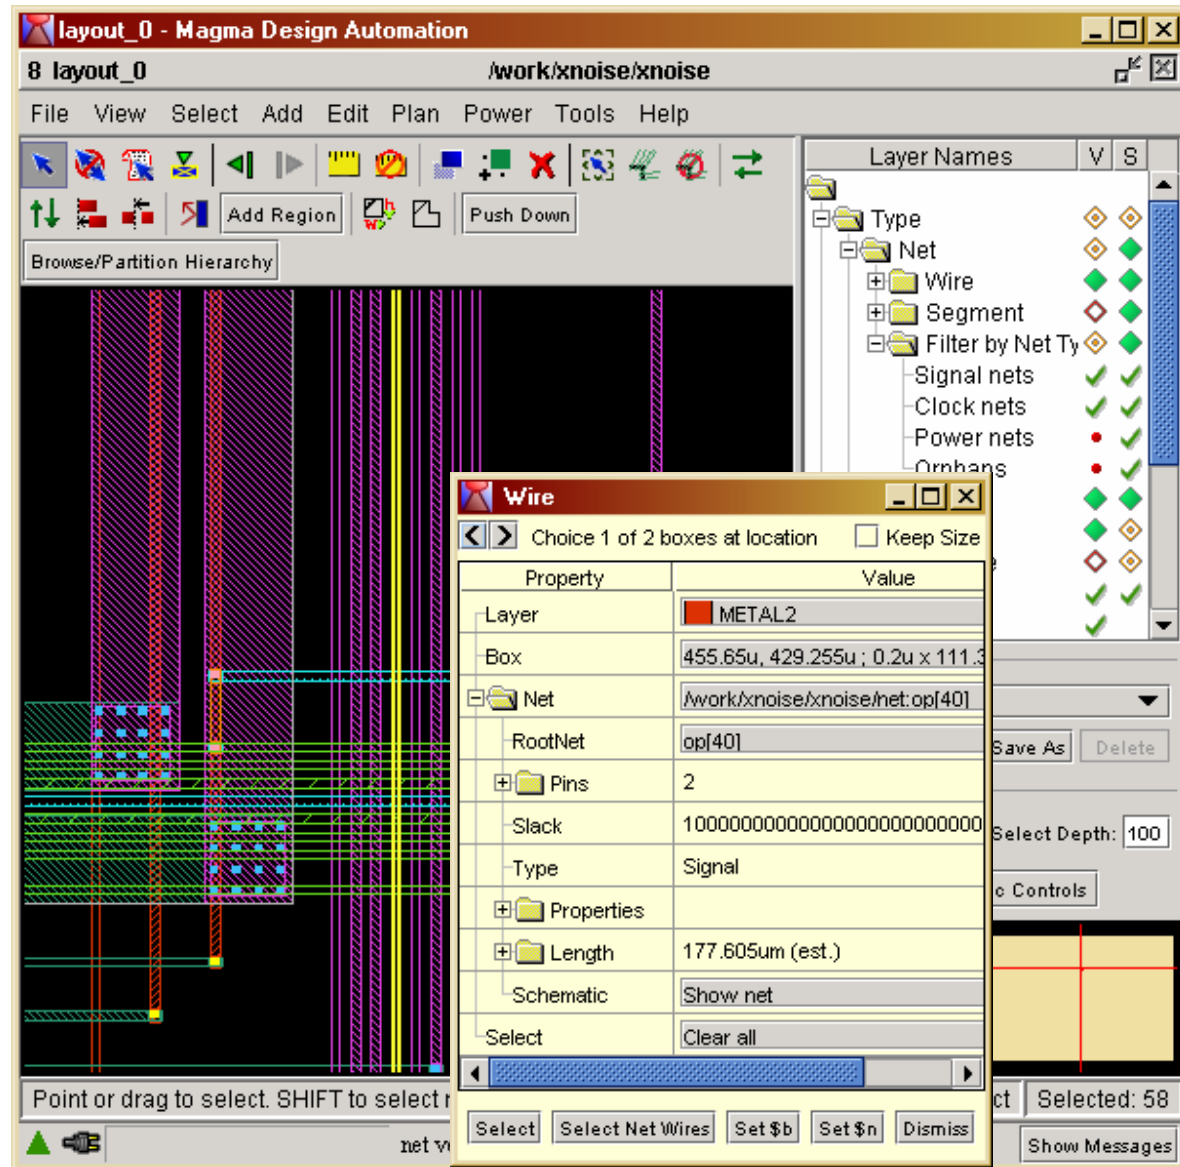 layout_0 - Magma Design Automation
8 layout_0 /work/xnoise/xnoise
File View Select Add Edit Plan Power Tools Help
Layer Names V S
Add Region Push Down
Browse/Partition Hierarchy
Type
Net
Wire
Segment
Filter by Net Ty
Signal nets
Clock nets
Power nets
Orphans
Wire
Choice 1 of 2 boxes at location Keep Size
Property Value
Layer METAL2
Box 455.65u, 429.255u ; 0.2u x 111.3
Net /work/xnoise/xnoise/net:op[40]
RootNet op[40]
Save As Delete
Pins 2
Slack 1000000000000000000000000
Select Depth: 100
Type Signal
c Controls
Properties
Length 177.605um (est.)
Schematic Show net
Select Clear all
Point or drag to select. SHIFT to select
ct Selected: 58
Select Select Net Wires Set $b Set $n Dismiss
net
Show Messages